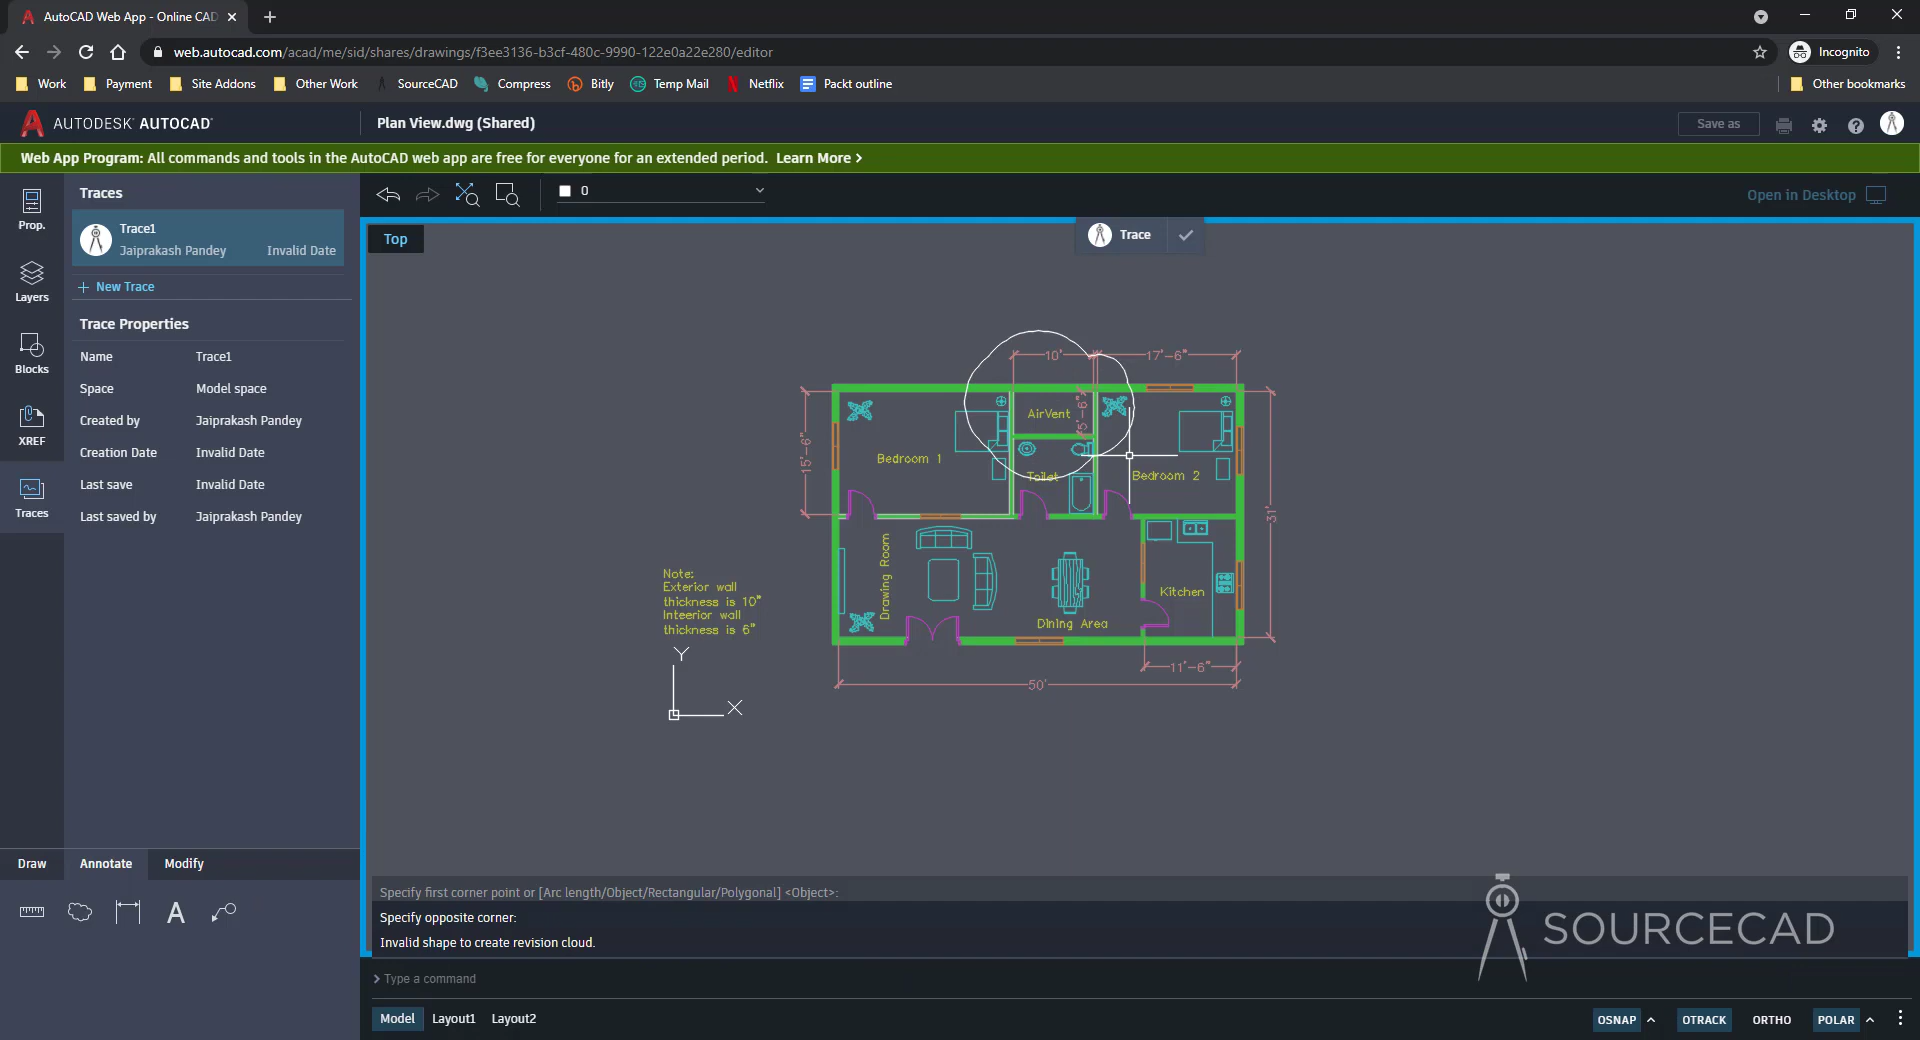 AutoCAD Web App - Online CAD
web.autocad.com/acad/me/sid/shares/drawings/f3ee3136-b3cf-480c-9990-122e0a22e280/editor
Incognito
Work
Payment
Site Addons
Other Work
SourceCAD
Compress
Bitly
Temp Mail
Netflix
Packt outline
Other bookmarks
AUTODESK AUTOCAD
Plan View.dwg (Shared)
Save as
Web App Program: All commands and tools in the AutoCAD web app are free for everyone for an extended period. Learn More >
Prop.
Layers
Blocks
XREF
Traces
Traces
Trace1
Jaiprakash Pandey Invalid Date
+ New Trace
Trace Properties
Name Trace1
Space Model space
Created by Jaiprakash Pandey
Creation Date Invalid Date
Last save Invalid Date
Last saved by Jaiprakash Pandey
0
Open in Desktop
Top
Trace
10'
17'-6"
15'-6"
5'-6"
AirVent
Bedroom 1
Toilet
Bedroom 2
31'
Drawing Room
Dining Area
Kitchen
11'-6"
50'
Note:
Exterior wall
thickness is 10"
Inteerior wall
thickness is 6"
Y
X
Draw
Annotate
Modify
A
Specify first corner point or [Arc length/Object/Rectangular/Polygonal] <Object>:
Specify opposite corner:
Invalid shape to create revision cloud.
SOURCECAD
> Type a command
Model
Layout1
Layout2
OSNAP
OTRACK
ORTHO
POLAR